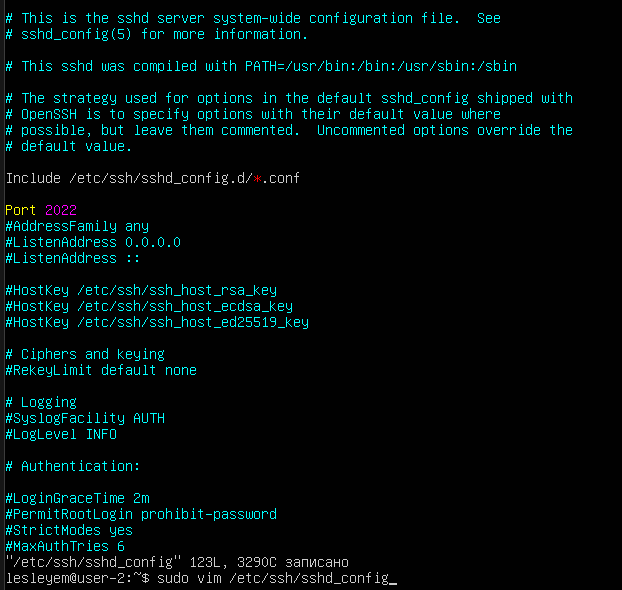 # This is the sshd server system-wide configuration file.  See
# sshd_config(5) for more information.
# This sshd was compiled with PATH=/usr/bin:/bin:/usr/sbin:/sbin
# The strategy used for options in the default sshd_config shipped with
# OpenSSH is to specify options with their default value where
# possible, but leave them commented.  Uncommented options override the
# default value.
Include /etc/ssh/sshd_config.d/*.conf
Port 2022
#AddressFamily any
#ListenAddress 0.0.0.0
#ListenAddress ::
#HostKey /etc/ssh/ssh_host_rsa_key
#HostKey /etc/ssh/ssh_host_ecdsa_key
#HostKey /etc/ssh/ssh_host_ed25519_key
# Ciphers and keying
#RekeyLimit default none
# Logging
#SyslogFacility AUTH
#LogLevel INFO
# Authentication:
#LoginGraceTime 2m
#PermitRootLogin prohibit-password
#StrictModes yes
#MaxAuthTries 6
"/etc/ssh/sshd_config" 123L, 3290C записано
lesleyem@user-2:~$ sudo vim /etc/ssh/sshd_config_